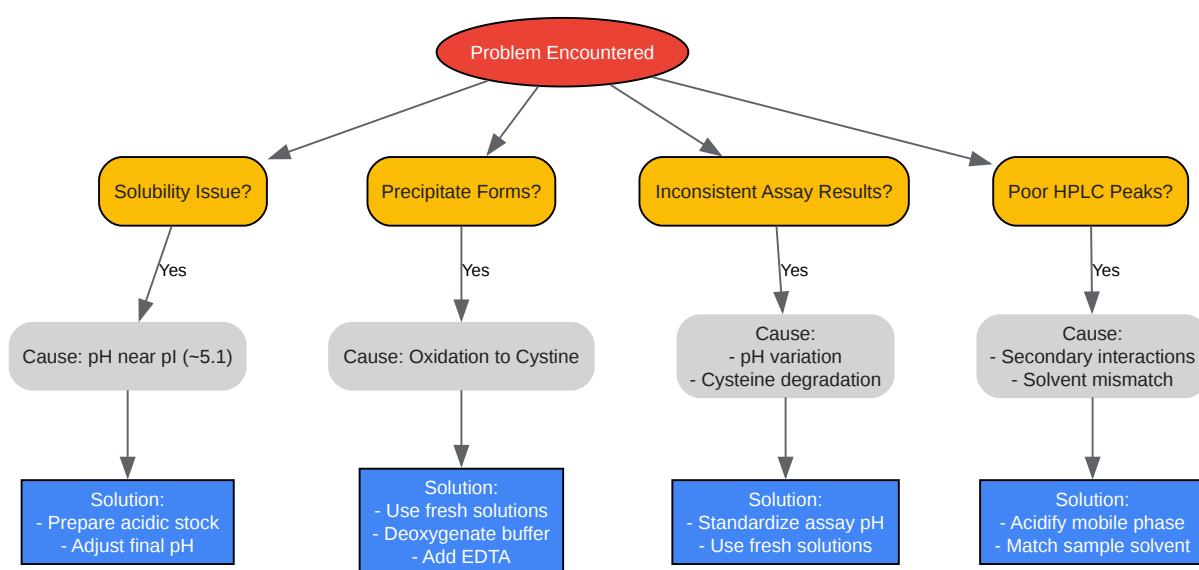 Problem Encountered
Solubility Issue?
Precipitate Forms?
Inconsistent Assay Results?
Poor HPLC Peaks?
Yes
Yes
Yes
Yes
Cause: pH near pI (~5.1)
Cause: Oxidation to Cystine
Cause:
- pH variation
- Cysteine degradation
Cause:
- Secondary interactions
- Solvent mismatch
Solution:
- Prepare acidic stock
- Adjust final pH
Solution:
- Use fresh solutions
- Deoxygenate buffer
- Add EDTA
Solution:
- Standardize assay pH
- Use fresh solutions
Solution:
- Acidify mobile phase
- Match sample solvent